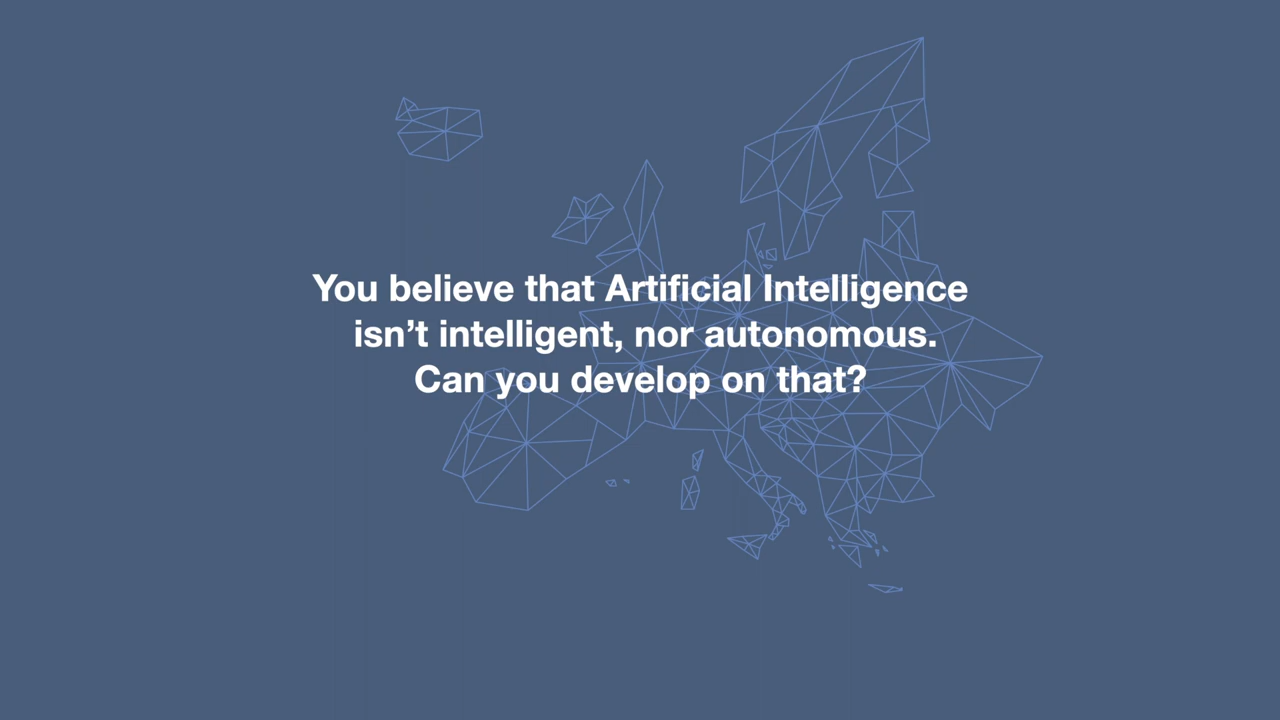 You believe that Artificial Intelligence
isn’t intelligent, nor autonomous.
Can you develop on that?